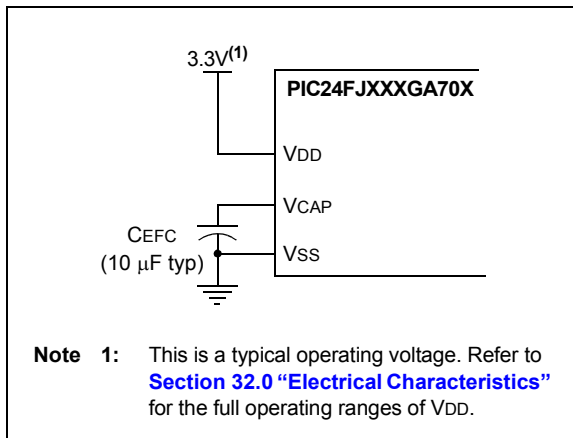 3.3V(1)
PIC24FJXXXGA70X
VDD
VCAP
CEFC
(10 μF typ)
VSS
Note 1: This is a typical operating voltage. Refer to
Section 32.0 “Electrical Characteristics”
for the full operating ranges of VDD.